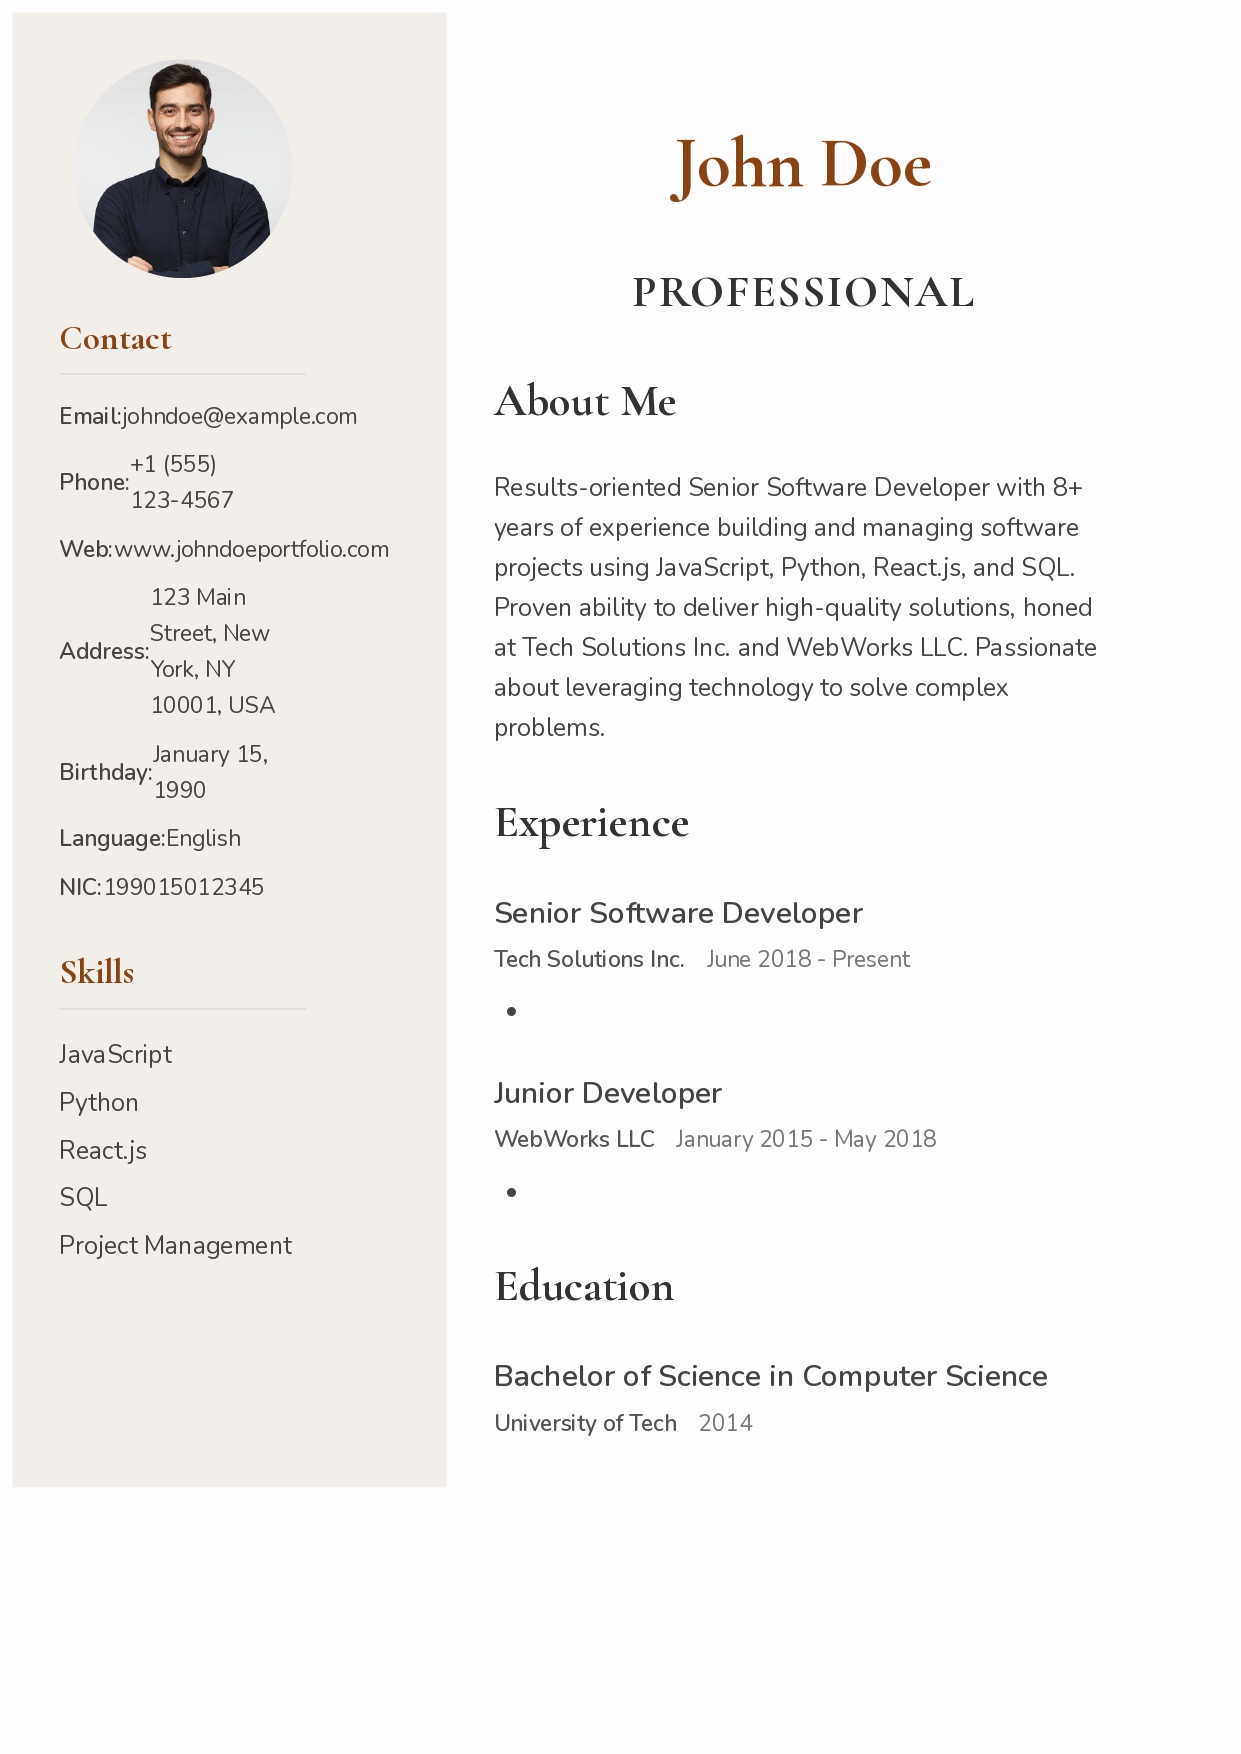 Contact
Email:johndoe@example.com
Phone:+1 (555)
123-4567
Web:www.johndoeportfolio.com
Address:123 Main
Street, New
York, NY
10001, USA
Birthday:January 15,
1990
Language:English
NIC:199015012345
Skills
JavaScript
Python
React.js
SQL
Project Management
John Doe
PROFESSIONAL
About Me
Results-oriented Senior Software Developer with 8+
years of experience building and managing software
projects using JavaScript, Python, React.js, and SQL.
Proven ability to deliver high-quality solutions, honed
at Tech Solutions Inc. and WebWorks LLC. Passionate
about leveraging technology to solve complex
problems.
Experience
Senior Software Developer
Tech Solutions Inc. June 2018 - Present
•
Junior Developer
WebWorks LLC January 2015 - May 2018
•
Education
Bachelor of Science in Computer Science
University of Tech 2014